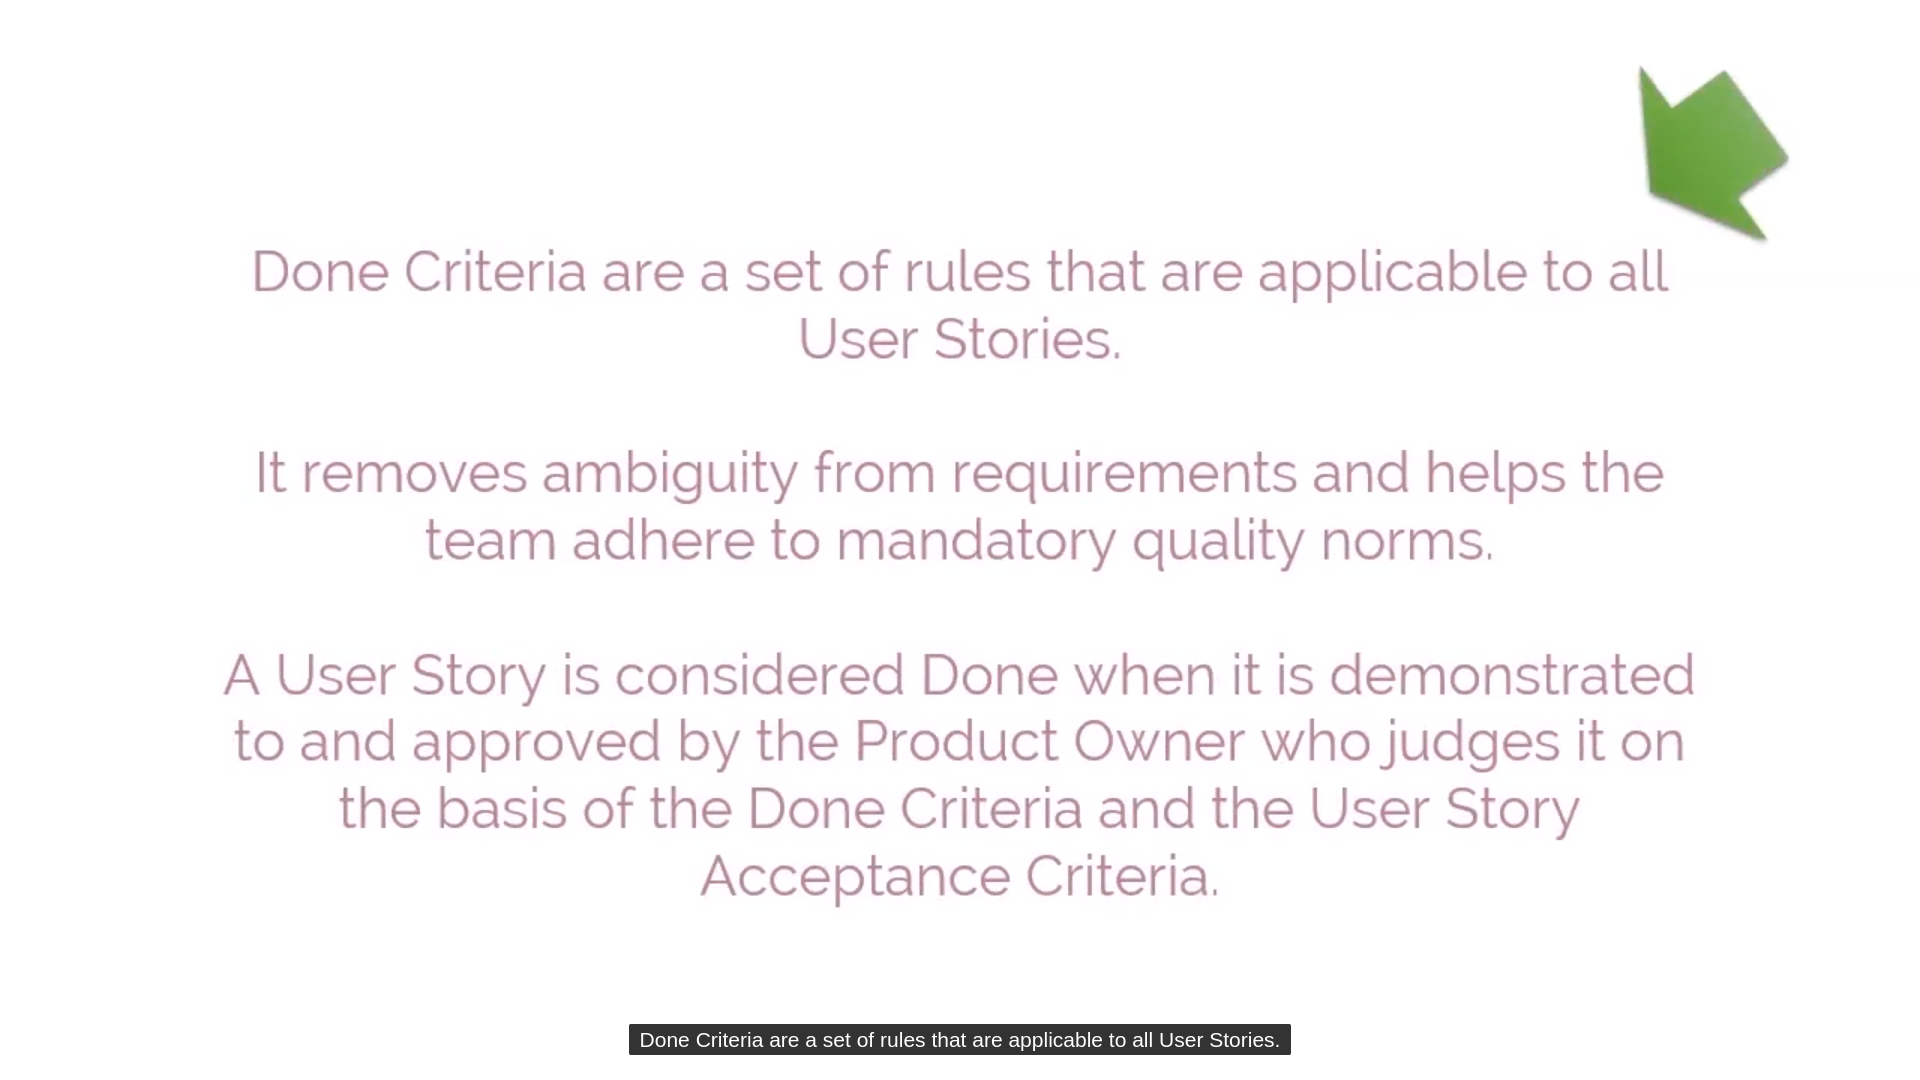 Done Criteria are a set of rules that are applicable to all
User Stories.
It removes ambiguity from requirements and helps the
team adhere to mandatory quality norms.
A User Story is considered Done when it is demonstrated
to and approved by the Product Owner who judges it on
the basis of the Done Criteria and the User Story
Acceptance Criteria.
Done Criteria are a set of rules that are applicable to all User Stories.